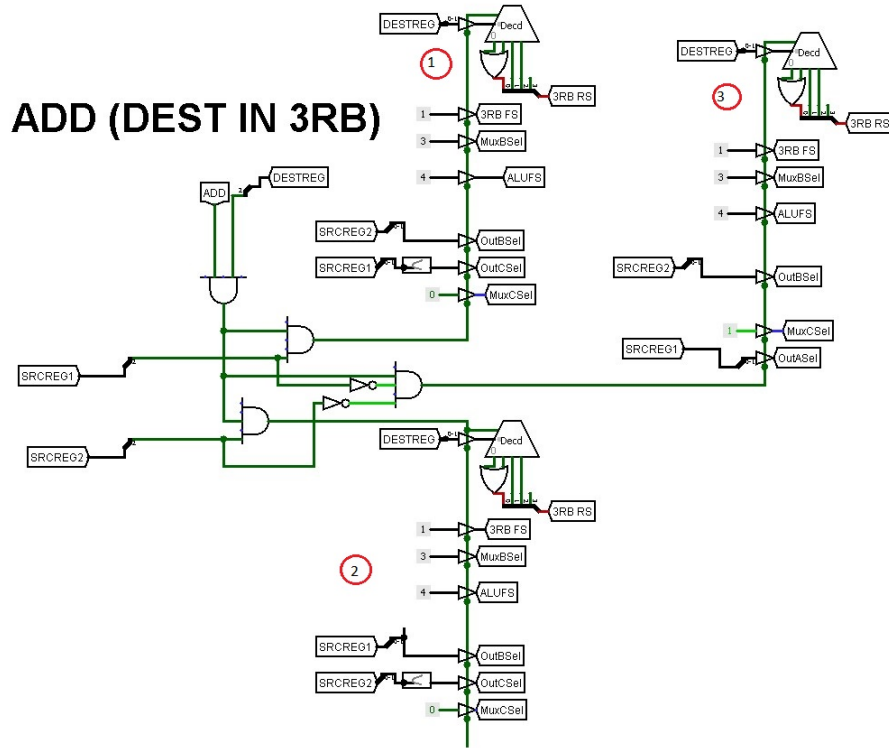 DESTREG
Decd
0
1
3RB RS
ADD (DEST IN 3RB)
1
3RB FS
3
MuxBSel
4
ALUFS
SRCREG2
OutBSel
SRCREG1
OutCSel
0
MuxCSel
ADD
DESTREG
SRCREG1
SRCREG2
DESTREG
Decd
0
3
3RB RS
1
3RB FS
3
MuxBSel
4
ALUFS
SRCREG2
OutBSel
1
MuxCSel
SRCREG1
OutASel
DESTREG
Decd
0
3RB RS
1
3RB FS
3
MuxBSel
2
4
ALUFS
SRCREG1
OutBSel
SRCREG2
OutCSel
0
MuxCSel